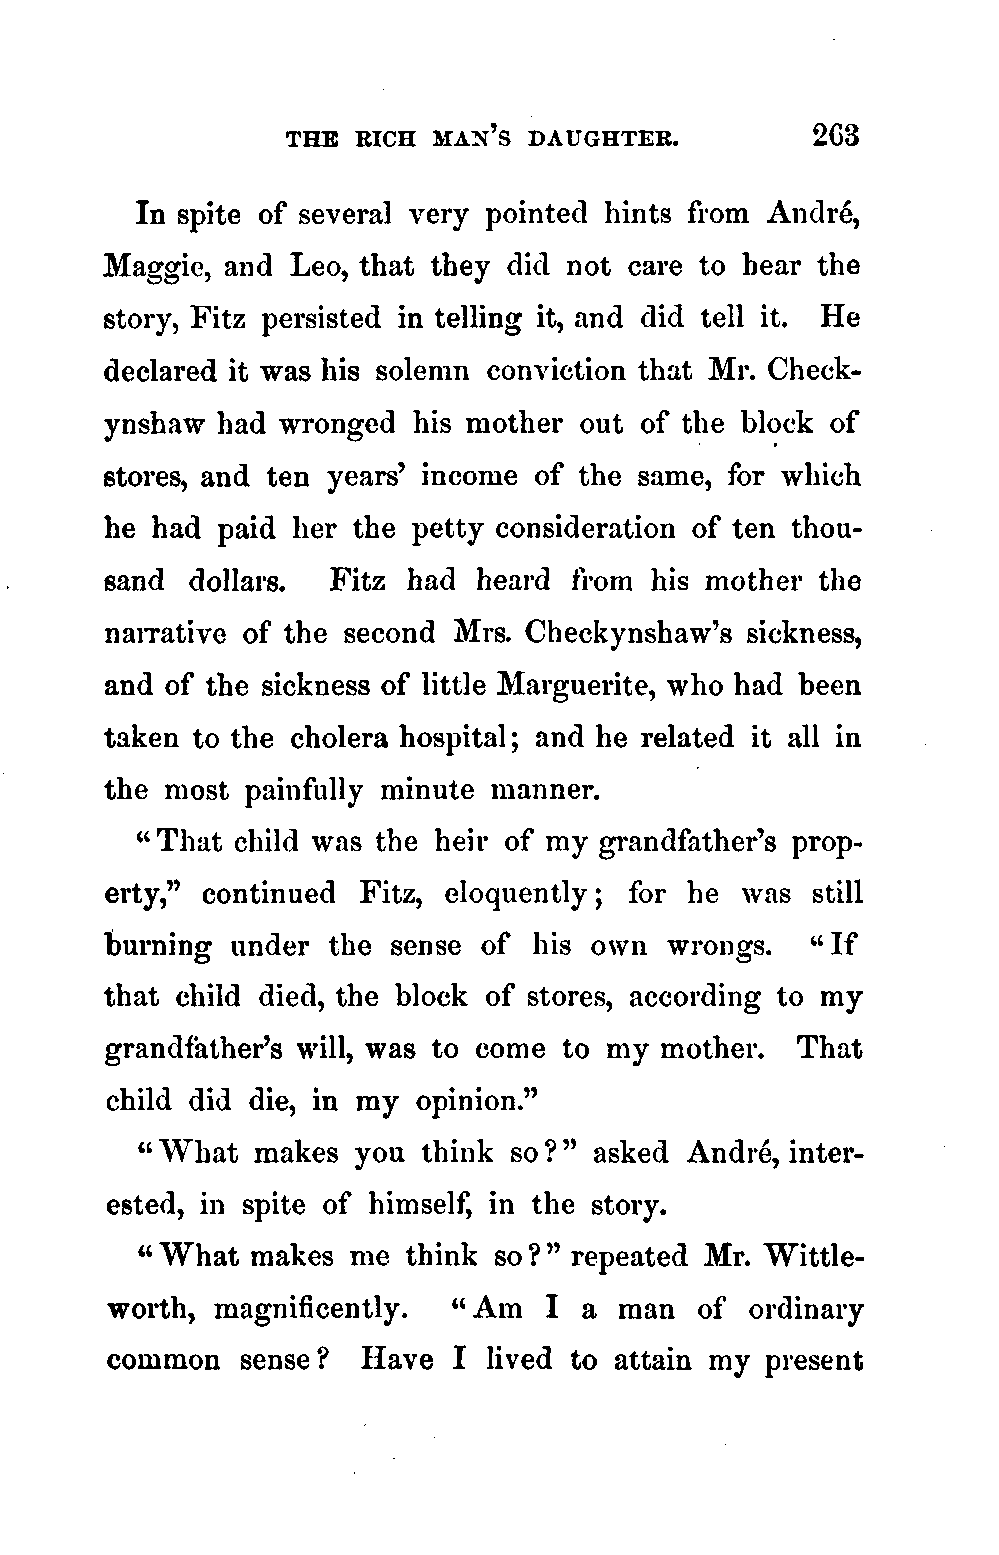 THE RICH MAN'S DAUGHTER. 263
In spite of several very pointed hints from André,
Maggie, and Leo, that they did not care to hear the
story, Fitz persisted in telling it, and did tell it. He
declared it was his solemn conviction that Mr. Check-
ynshaw had wronged his mother out of the block of
stores, and ten years' income of the same, for which
he had paid her the petty consideration of ten thou-
sand dollars. Fitz had heard from his mother the
narrative of the second Mrs. Checkynshaw's sickness,
and of the sickness of little Marguerite, who had been
taken to the cholera hospital; and he related it all in
the most painfully minute manner.
"That child was the heir of my grandfather's prop-
erty," continued Fitz, eloquently; for he was still
burning under the sense of his own wrongs. "If
that child died, the block of stores, according to my
grandfather's will, was to come to my mother. That
child did die, in my opinion."
"What makes you think so?" asked André, inter-
ested, in spite of himself, in the story.
"What makes me think so?" repeated Mr. Wittle-
worth, magnificently. "Am I a man of ordinary
common sense? Have I lived to attain my present